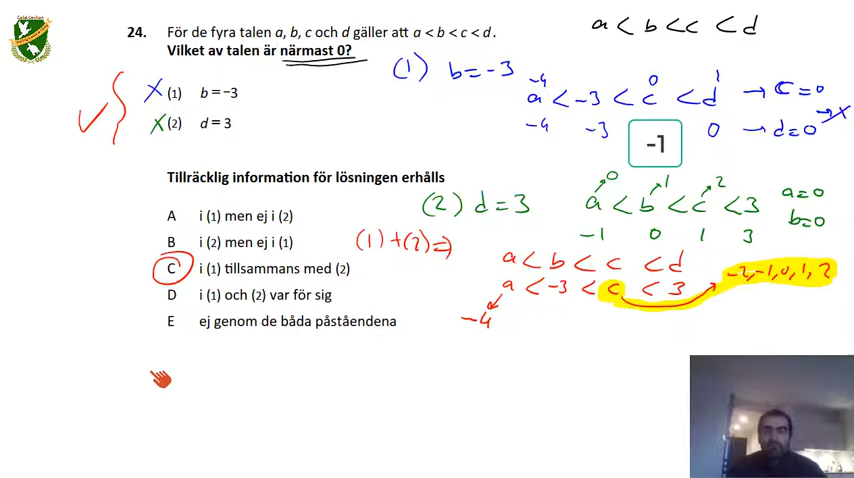 24. För de fyra talen a, b, c och d gäller att a < b < c < d.
Vilket av talen är närmast 0?
a < b < c < d
(1) b = -3
X (1) b = −3
X (2) d = 3
-4 0 1
a < -3 < c < d → c = 0
-4 -3 -1 0 → d = 0 → X
Tillräcklig information för lösningen erhålls
(2) d = 3
0 1 2
a < b < c < 3 a = 0
-1 0 1 3 b = 0
A i (1) men ej i (2)
B i (2) men ej i (1)
C i (1) tillsammans med (2)
D i (1) och (2) var för sig
E ej genom de båda påståendena
(1) + (2) ⇒
a < b < c < d
a < -3 < c < 3 -2, -1, 0, 1, 2
-4